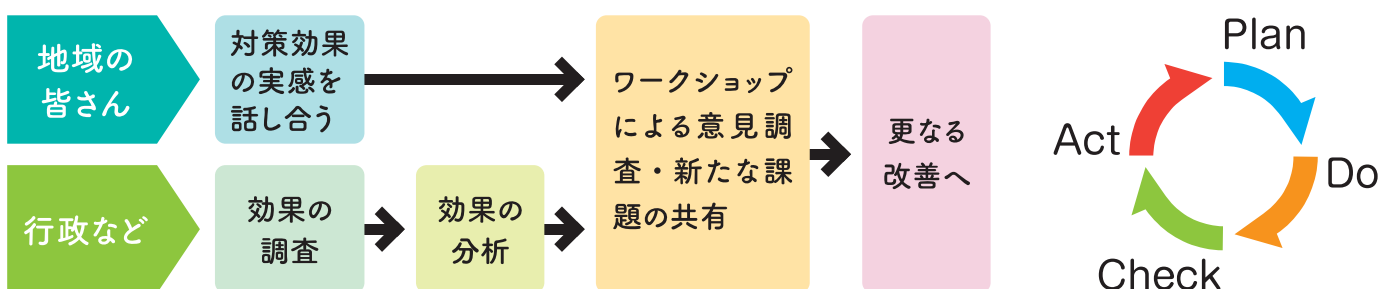 地域の
皆さん
対策効果
の実感を
話し合う
行政など
効果の
調査
効果の
分析
ワークショップ
による意見調
査・新たな課
題の共有
更なる
改善へ
Plan
Do
Check
Act